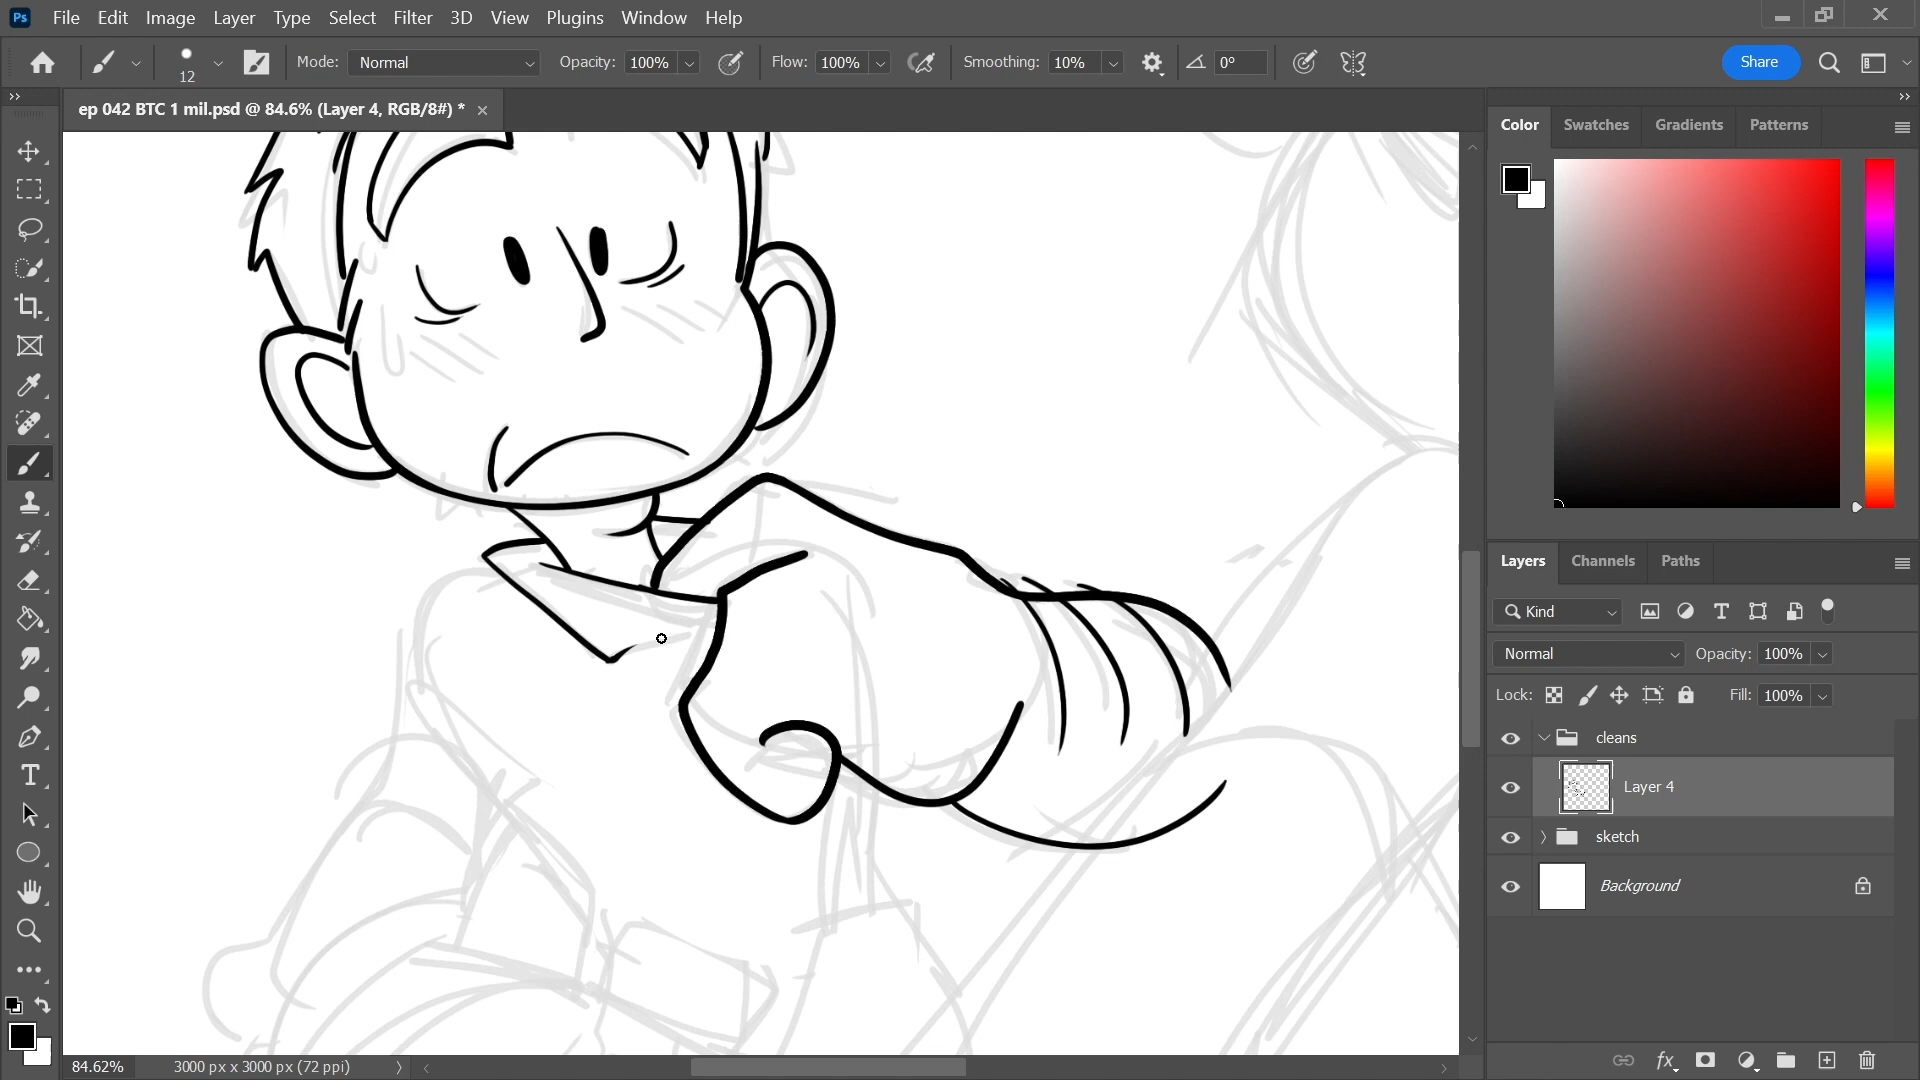 Ps File Edit Image Layer Type Select Filter 3D View Plugins Window Help
12 Mode: Normal Opacity: 100% Flow: 100% Smoothing: 10% 0° Share
ep 042 BTC 1 mil.psd @ 84.6% (Layer 4, RGB/8#) *
Color Swatches Gradients Patterns
Layers Channels Paths
Kind
Normal Opacity: 100%
Lock: Fill: 100%
cleans
Layer 4
sketch
Background
84.62% 3000 px x 3000 px (72 ppi)